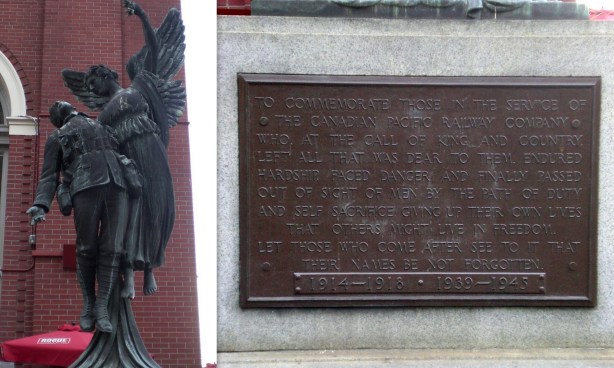 ROGUE
TO COMMEMORATE THOSE IN THE SERVICE OF
THE CANADIAN PACIFIC RAILWAY COMPANY
WHO, AT THE CALL OF KING AND COUNTRY,
LEFT ALL THAT WAS DEAR TO THEM, ENDURED
HARDSHIP, FACED DANGER, AND FINALLY PASSED
OUT OF SIGHT OF MEN BY THE PATH OF DUTY
AND SELF SACRIFICE GIVING UP THEIR OWN LIVES
THAT OTHERS MIGHT LIVE IN FREEDOM.
LET THOSE WHO COME AFTER SEE TO IT THAT
THEIR NAMES BE NOT FORGOTTEN.
1914—1918 • 1939—1945